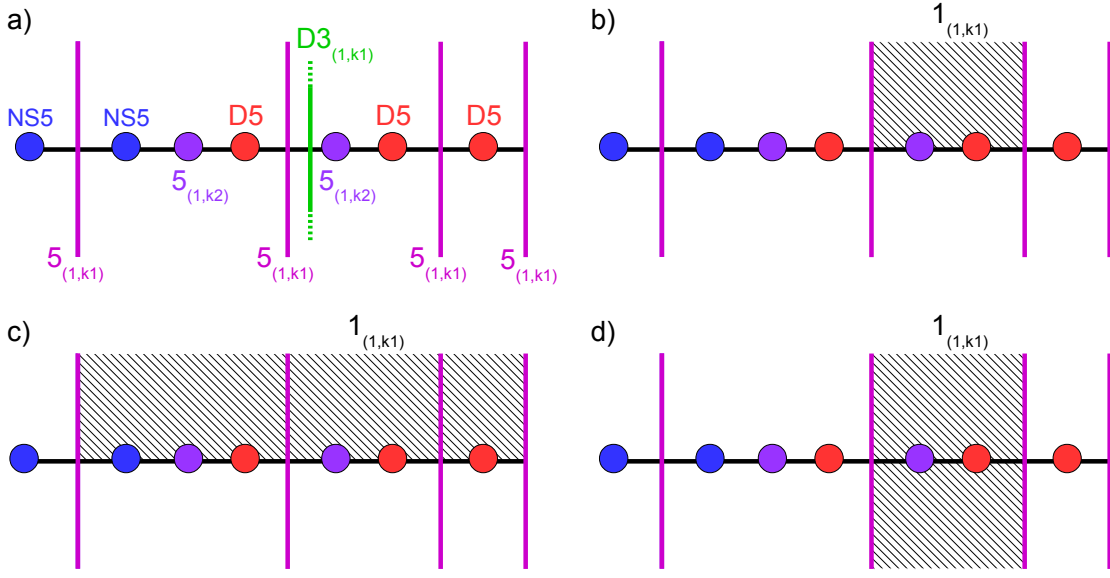 a)
D3(1,k1)
NS5 NS5 D5 D5 D5
5(1,k2) 5(1,k2)
5(1,k1) 5(1,k1) 5(1,k1) 5(1,k1)
b)
1(1,k1)
c)
1(1,k1)
d)
1(1,k1)